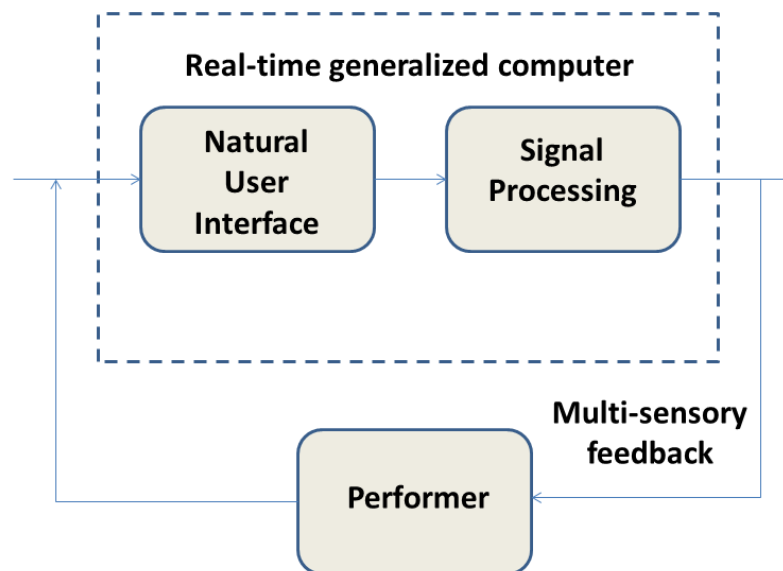 Real-time generalized computer
Natural
User
Interface
Signal
Processing
Multi-sensory
feedback
Performer